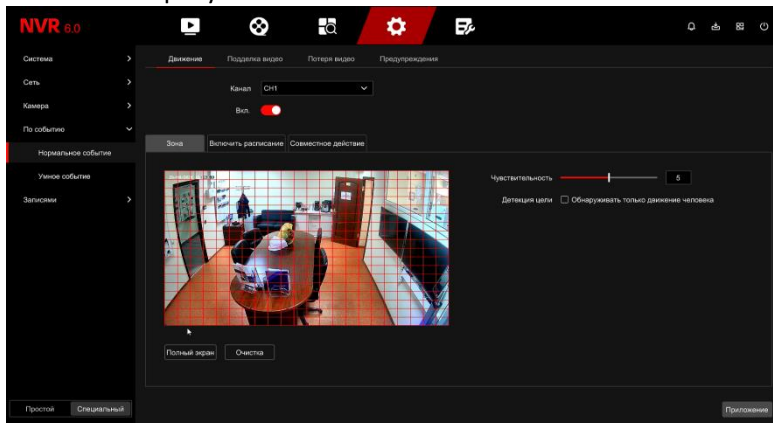 NVR 6.0
Система
Сеть
Камера
По событию
Нормальное событие
Умное событие
Записями
Движение Подделка видео Потеря видео Предупреждения
Канал CH1
Вкл.
Зона Включить расписание Совместное действие
Чувствительность 5
Детекция цели Обнаруживать только движение человека
Полный экран Очистка
Простой Специальный
Приложение